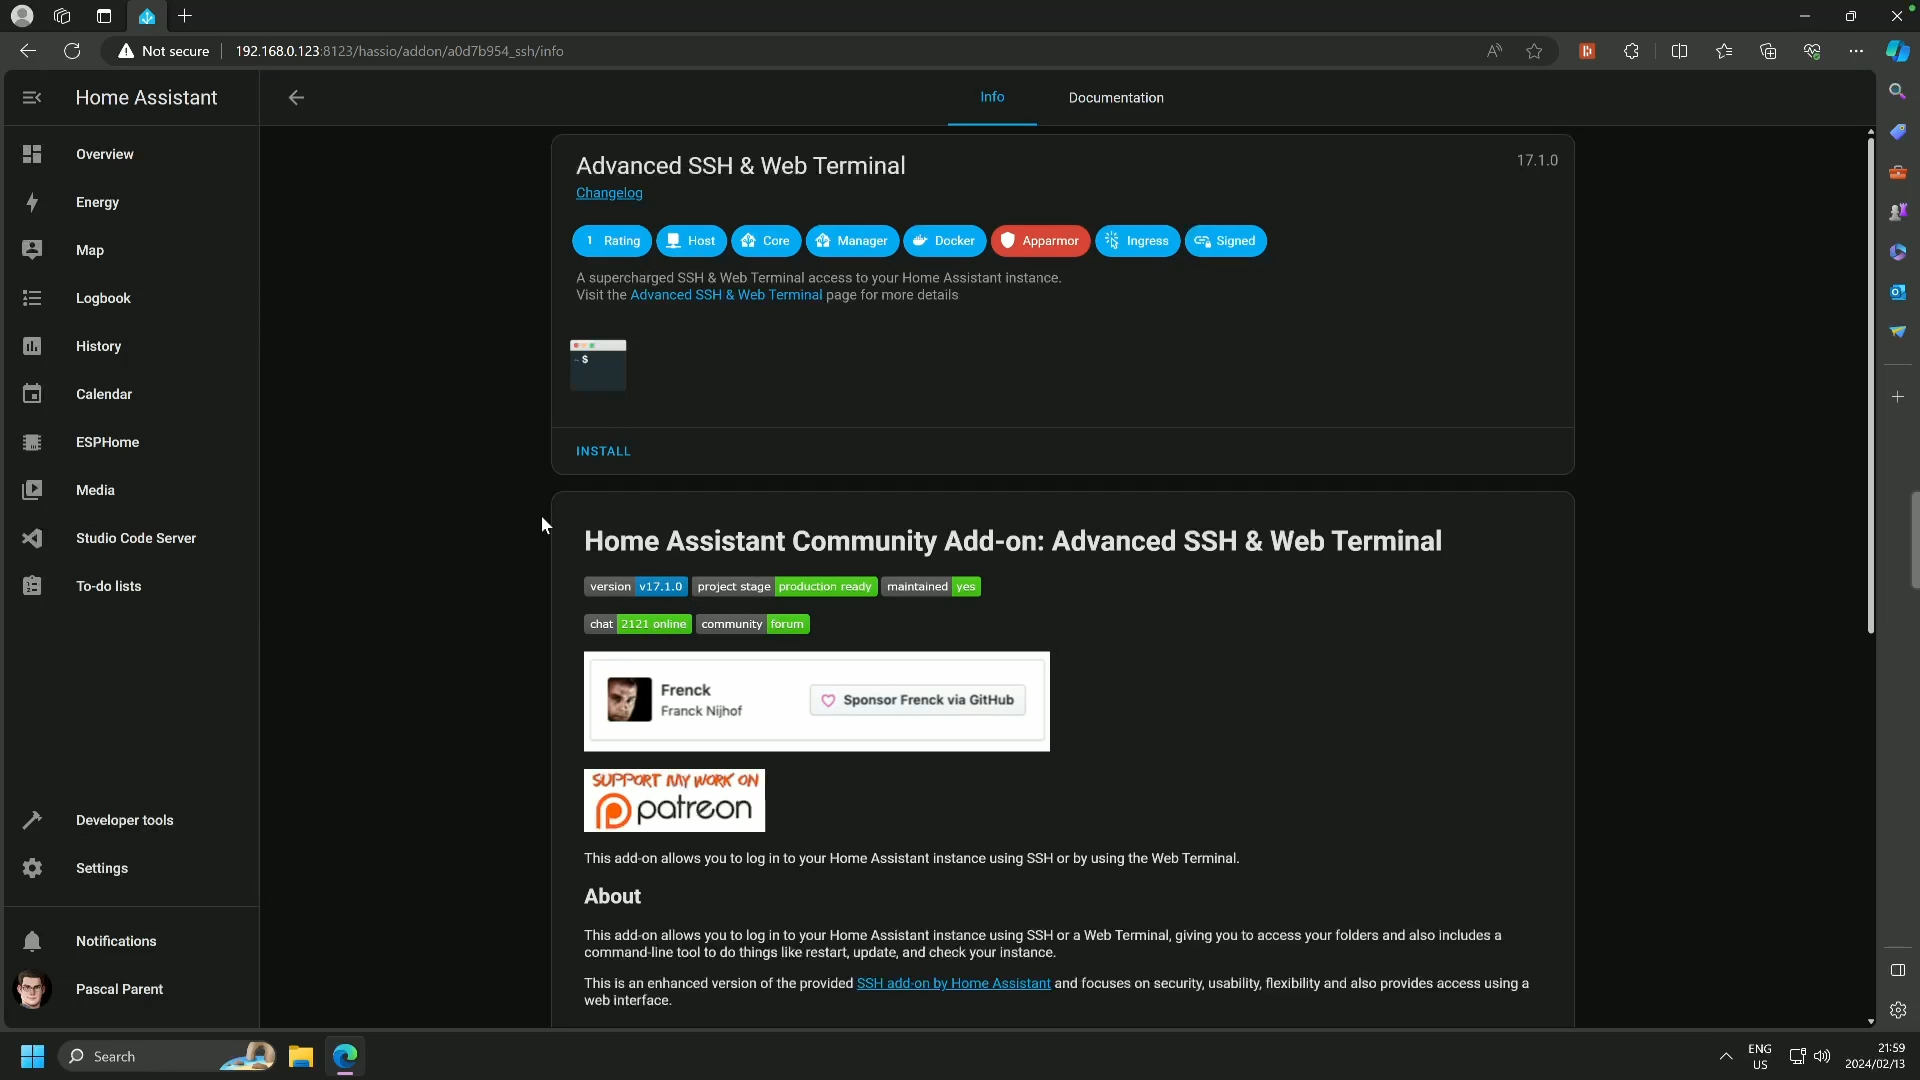 Not secure
192.168.0.123:8123/hassio/addon/a0d7b954_ssh/info
Home Assistant
Info
Documentation
Overview
Energy
Map
Logbook
History
Calendar
ESPHome
Media
Studio Code Server
To-do lists
Developer tools
Settings
Notifications
Pascal Parent
Advanced SSH & Web Terminal
17.1.0
Changelog
1 Rating
Host
Core
Manager
Docker
Apparmor
Ingress
Signed
A supercharged SSH & Web Terminal access to your Home Assistant instance.
Visit the Advanced SSH & Web Terminal page for more details
~ $
INSTALL
Home Assistant Community Add-on: Advanced SSH & Web Terminal
version v17.1.0 project stage production ready maintained yes
chat 2121 online community forum
Frenck
Franck Nijhof
Sponsor Frenck via GitHub
SUPPORT MY WORK ON
patreon
This add-on allows you to log in to your Home Assistant instance using SSH or by using the Web Terminal.
About
This add-on allows you to log in to your Home Assistant instance using SSH or a Web Terminal, giving you to access your folders and also includes a
command-line tool to do things like restart, update, and check your instance.
This is an enhanced version of the provided SSH add-on by Home Assistant and focuses on security, usability, flexibility and also provides access using a
web interface.
Search
ENG
US
21:59
2024/02/13